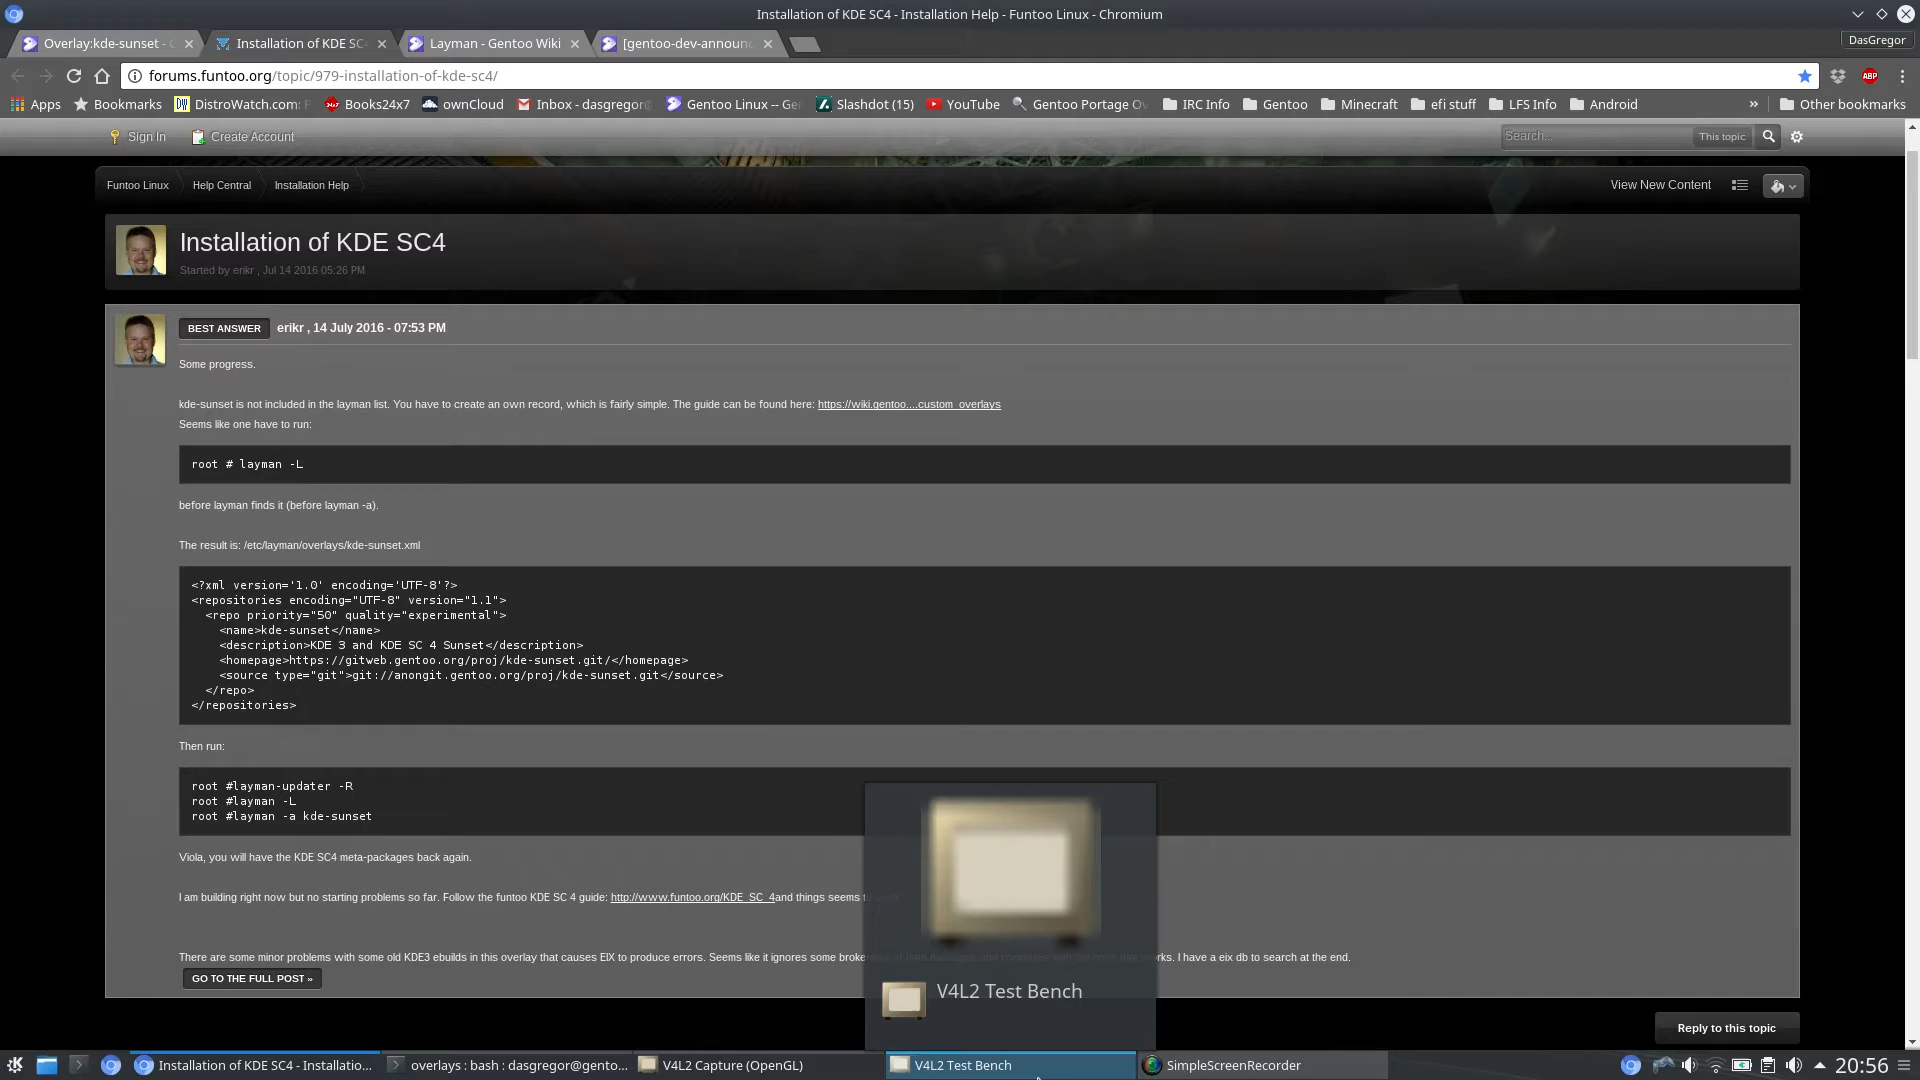 Installation of KDE SC4 - Installation Help - Funtoo Linux - Chromium
Overlay:kde-sunset -
Installation of KDE SC
Layman - Gentoo Wiki
[gentoo-dev-announ
DasGregor
forums.funtoo.org/topic/979-installation-of-kde-sc4/
ABP
Apps
Bookmarks
DistroWatch.com:
Books24x7
ownCloud
Inbox - dasgregor@
Gentoo Linux -- Ge
Slashdot (15)
YouTube
Gentoo Portage Ov
IRC Info
Gentoo
Minecraft
efi stuff
LFS Info
Android
»
Other bookmarks
Sign In
Create Account
Search...
This topic
Funtoo Linux
Help Central
Installation Help
View New Content
Installation of KDE SC4
Started by erikr , Jul 14 2016 05:26 PM
BEST ANSWER erikr , 14 July 2016 - 07:53 PM
Some progress.
kde-sunset is not included in the layman list. You have to create an own record, which is fairly simple. The guide can be found here: https://wiki.gentoo....custom_overlays
Seems like one have to run:
root # layman -L
before layman finds it (before layman -a).
The result is: /etc/layman/overlays/kde-sunset.xml
<?xml version='1.0' encoding='UTF-8'?>
<repositories encoding="UTF-8" version="1.1">
<repo priority="50" quality="experimental">
<name>kde-sunset</name>
<description>KDE 3 and KDE SC 4 Sunset</description>
<homepage>https://gitweb.gentoo.org/proj/kde-sunset.git/</homepage>
<source type="git">git://anongit.gentoo.org/proj/kde-sunset.git</source>
</repo>
</repositories>
Then run:
root #layman-updater -R
root #layman -L
root #layman -a kde-sunset
Viola, you will have the KDE SC4 meta-packages back again.
I am building right now but no starting problems so far. Follow the funtoo KDE SC 4 guide: http://www.funtoo.org/KDE_SC_4and things seems
There are some minor problems with some old KDE3 ebuilds in this overlay that causes EIX to produce errors. Seems like it ignores some broke rks. I have a eix db to search at the end.
GO TO THE FULL POST »
V4L2 Test Bench
Reply to this topic
Installation of KDE SC4 - Installatio...
overlays : bash : dasgregor@gento...
V4L2 Capture (OpenGL)
V4L2 Test Bench
SimpleScreenRecorder
20:56